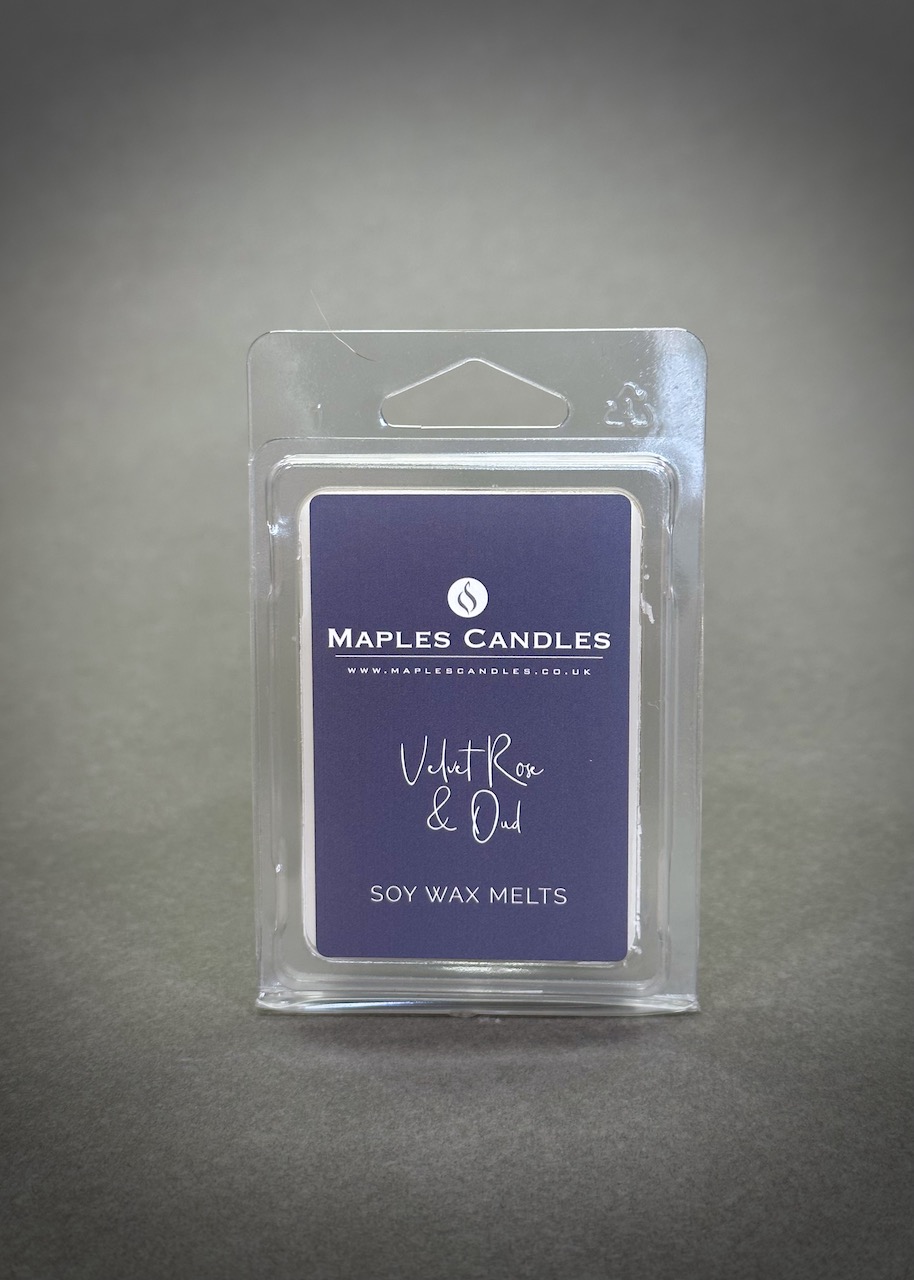 MAPLES CANDLES
WWW.MAPLESCANDLES.CO.UK
Velvet Rose
& Oud
SOY WAX MELTS